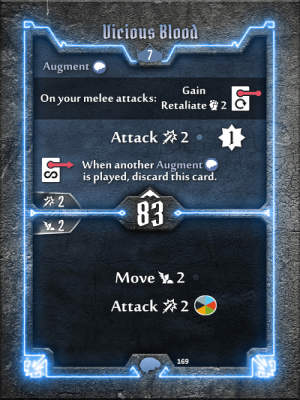 Vicious Blood
7
Augment
On your melee attacks: Gain
Retaliate 2
Attack 2
1
When another Augment
is played, discard this card.
2
83
2
Move 2
Attack 2
169